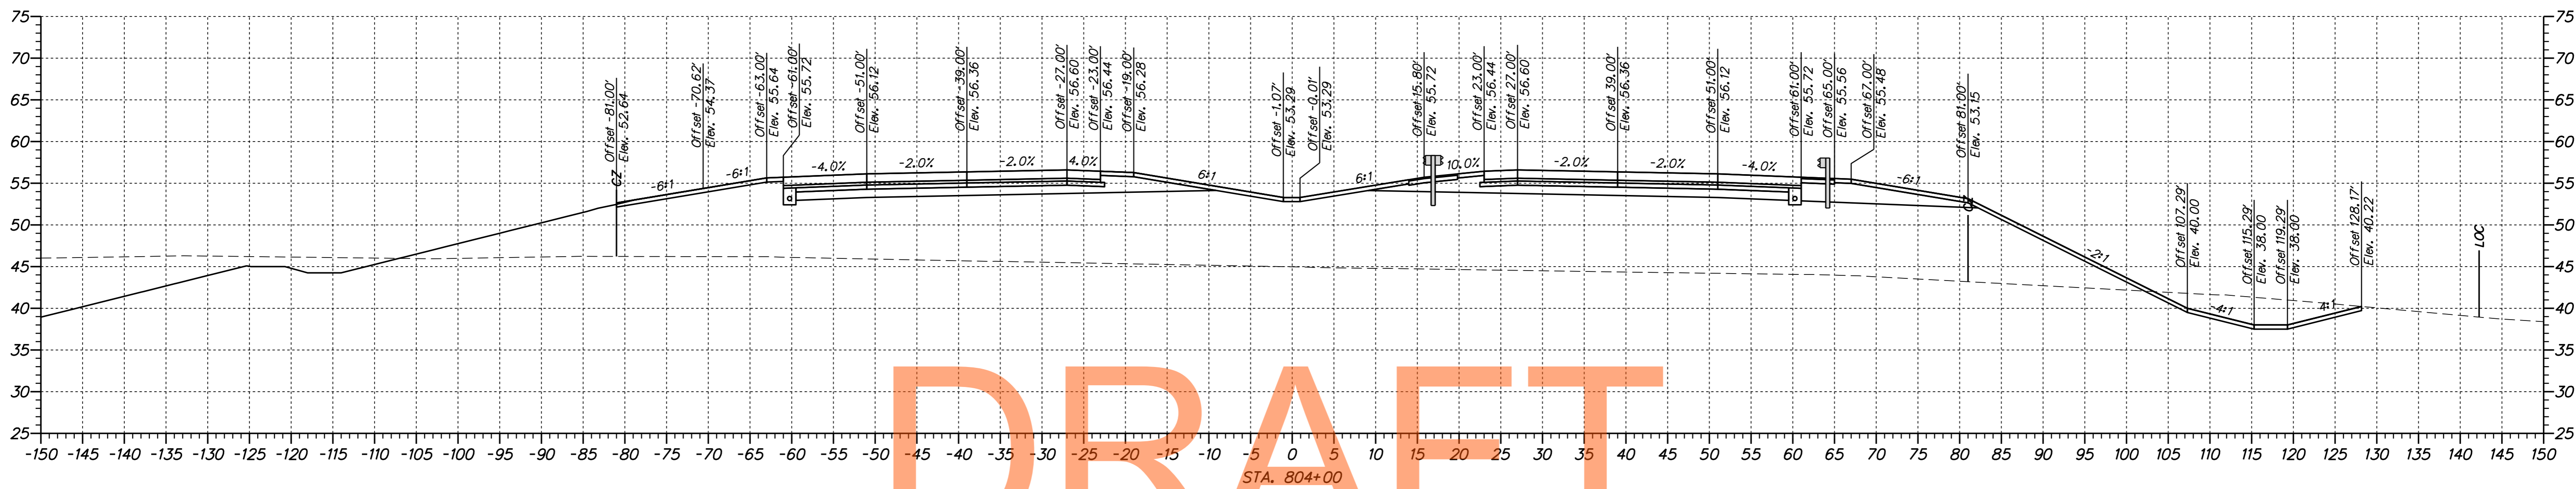 75
75
70
70
65
65
60
60
55
55
50
50
45
45
40
40
35
35
30
30
25
25
Offset -81.00'
Elev. 52.64
Offset -70.62'
Elev. 54.37
Offset -63.00'
Elev. 55.64
Offset -61.00'
Elev. 55.72
Offset -51.00'
Elev. 56.12
Offset -39.00'
Elev. 56.36
Offset -27.00'
Elev. 56.60
Offset -23.00'
Elev. 56.44
Offset -19.00'
Elev. 56.28
Offset -1.07'
Elev. 53.29
Offset -0.01'
Elev. 53.29
Offset 15.80'
Elev. 55.72
Offset 23.00'
Elev. 56.44
Offset 27.00'
Elev. 56.60
Offset 39.00'
Elev. 56.36
Offset 51.00'
Elev. 56.12
Offset 61.00'
Elev. 55.72
Offset 65.00'
Elev. 55.56
Offset 67.00'
Elev. 55.48
Offset 81.00'
Elev. 53.15
Offset 107.29'
Elev. 40.00
Offset 115.29'
Elev. 38.00
Offset 119.29'
Elev. 38.00
Offset 128.17'
Elev. 40.22
CZ
-6:1
-6:1
-4.0%
-2.0%
-2.0%
4.0%
6:1
6:1
10.0%
-2.0%
-2.0%
-4.0%
-6:1
CZ
-2:1
-4:1
4:1
LOC
a
b
-150 -145 -140 -135 -130 -125 -120 -115 -110 -105 -100 -95 -90 -85 -80 -75 -70 -65 -60 -55 -50 -45 -40 -35 -30 -25 -20 -15 -10 -5 0 5 10 15 20 25 30 35 40 45 50 55 60 65 70 75 80 85 90 95 100 105 110 115 120 125 130 135 140 145 150
STA. 804+00
DRAFT